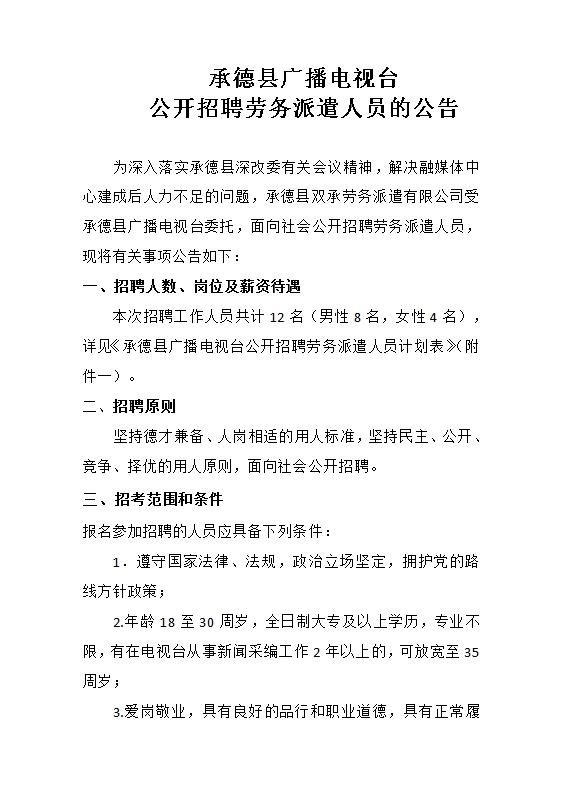 承德县广播电视台
公开招聘劳务派遣人员的公告
为深入落实承德县深改委有关会议精神，解决融媒体中
心建成后人力不足的问题，承德县双承劳务派遣有限公司受
承德县广播电视台委托，面向社会公开招聘劳务派遣人员，
现将有关事项公告如下：
一、招聘人数、岗位及薪资待遇
本次招聘工作人员共计 12 名（男性 8 名，女性 4 名），
详见《承德县广播电视台公开招聘劳务派遣人员计划表》（附
件一）。
二、招聘原则
坚持德才兼备、人岗相适的用人标准，坚持民主、公开、
竞争、择优的用人原则，面向社会公开招聘。
三、招考范围和条件
报名参加招聘的人员应具备下列条件：
1．遵守国家法律、法规，政治立场坚定，拥护党的路
线方针政策；
2.年龄 18 至 30 周岁，全日制大专及以上学历，专业不
限，有在电视台从事新闻采编工作 2 年以上的，可放宽至 35
周岁；
3.爱岗敬业，具有良好的品行和职业道德，具有正常履